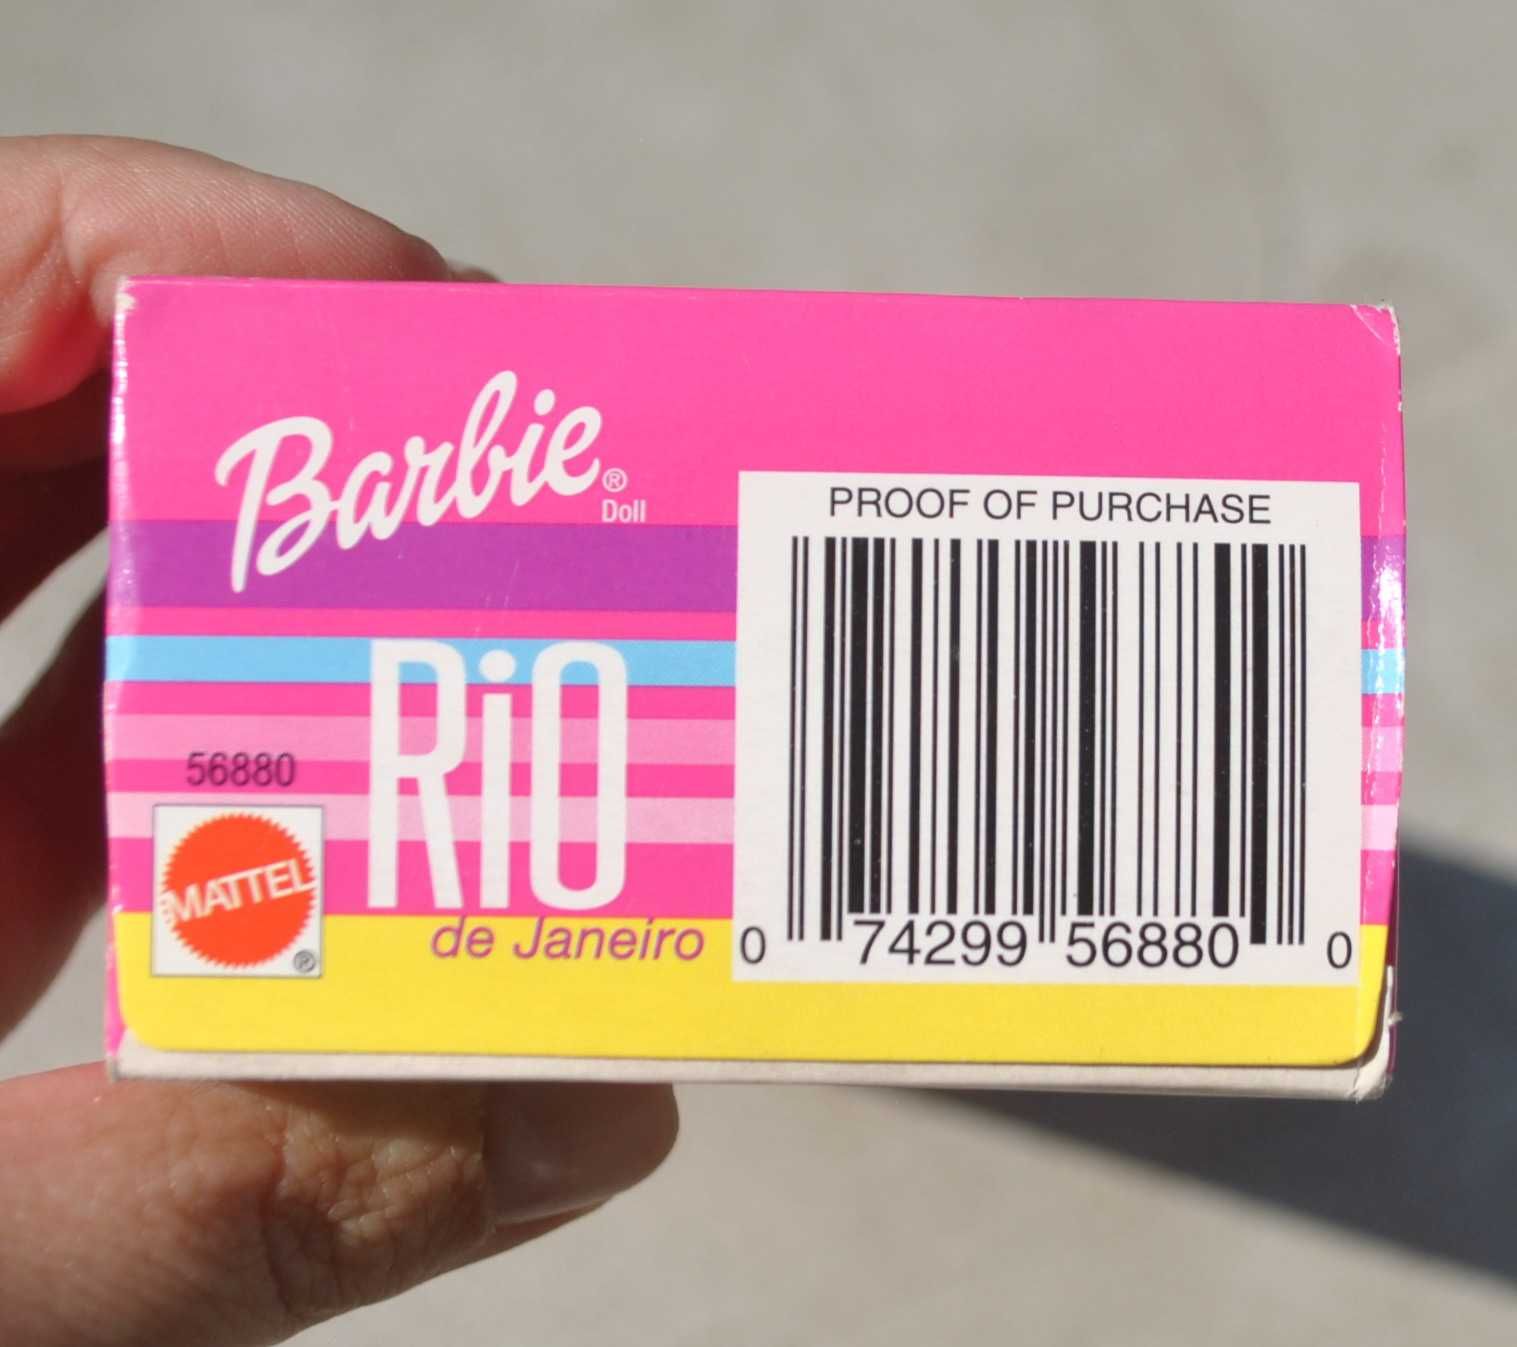 Barbie®
Doll
RiO
de Janeiro
56880
MATTEL
®
PROOF OF PURCHASE
0 74299 56880 0